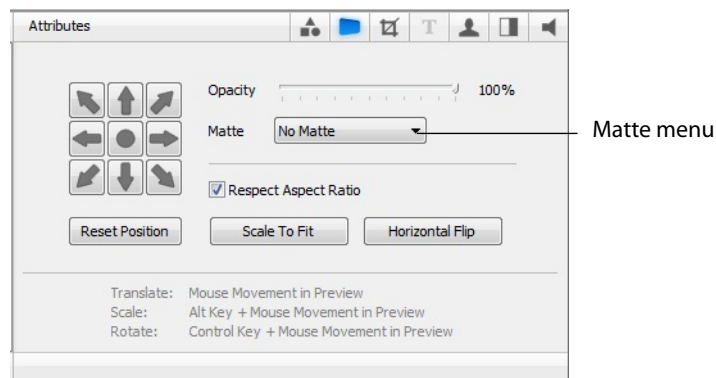 Attributes
T
Opacity 100%
Matte No Matte
Matte menu
Respect Aspect Ratio
Reset Position Scale To Fit Horizontal Flip
Translate: Mouse Movement in Preview
Scale: Alt Key + Mouse Movement in Preview
Rotate: Control Key + Mouse Movement in Preview